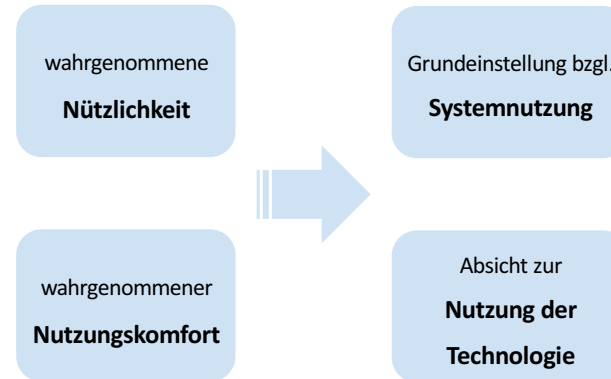 wahrgenommene
Nützlichkeit
Grundeinstellung bzgl.
Systemnutzung
wahrgenommener
Nutzungskomfort
Absicht zur
Nutzung der
Technologie